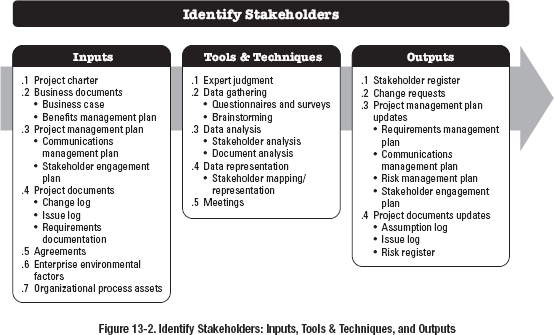 Identify Stakeholders
Inputs
.1 Project charter
.2 Business documents
• Business case
• Benefits management plan
.3 Project management plan
• Communications
management plan
• Stakeholder engagement
plan
.4 Project documents
• Change log
• Issue log
• Requirements
documentation
.5 Agreements
.6 Enterprise environmental
factors
.7 Organizational process assets
Tools & Techniques
.1 Expert judgment
.2 Data gathering
• Questionnaires and surveys
• Brainstorming
.3 Data analysis
• Stakeholder analysis
• Document analysis
.4 Data representation
• Stakeholder mapping/
representation
.5 Meetings
Outputs
.1 Stakeholder register
.2 Change requests
.3 Project management plan
updates
• Requirements management
plan
• Communications
management plan
• Risk management plan
• Stakeholder engagement
plan
.4 Project documents updates
• Assumption log
• Issue log
• Risk register
Figure 13-2. Identify Stakeholders: Inputs, Tools & Techniques, and Outputs